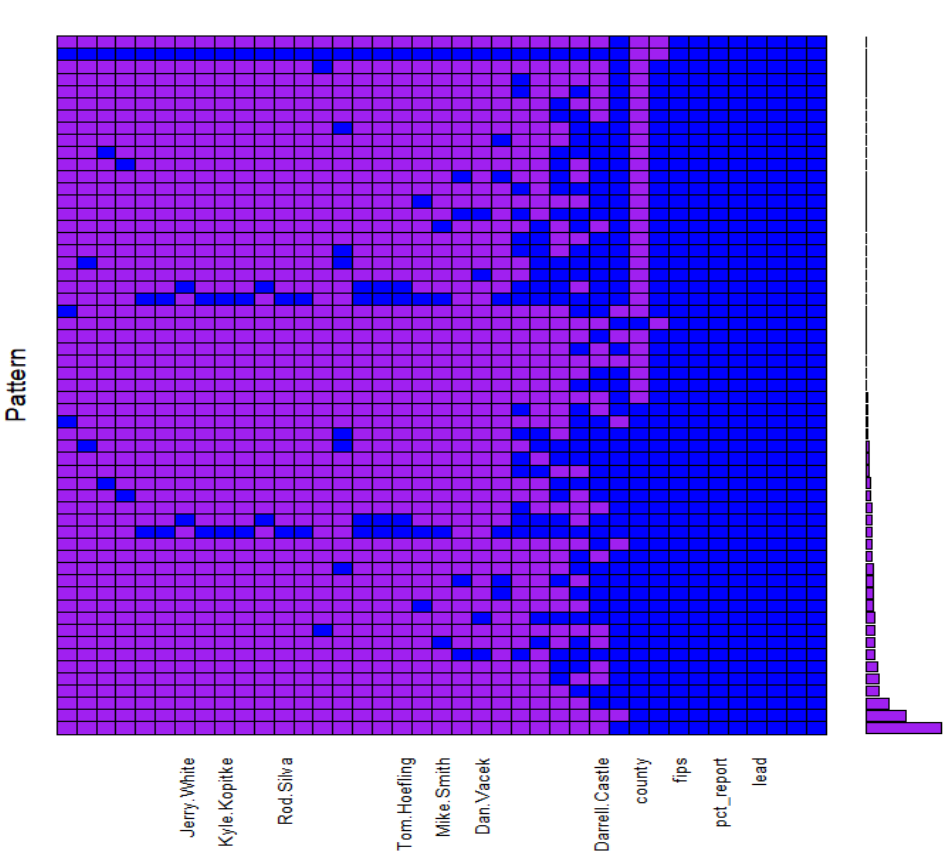 Pattern
Jerry.White
Kyle.Kopitke
Rod.Silva
Tom.Hoefling
Mike.Smith
Dan.Vacek
Darrell.Castle
county
fips
pct_report
lead